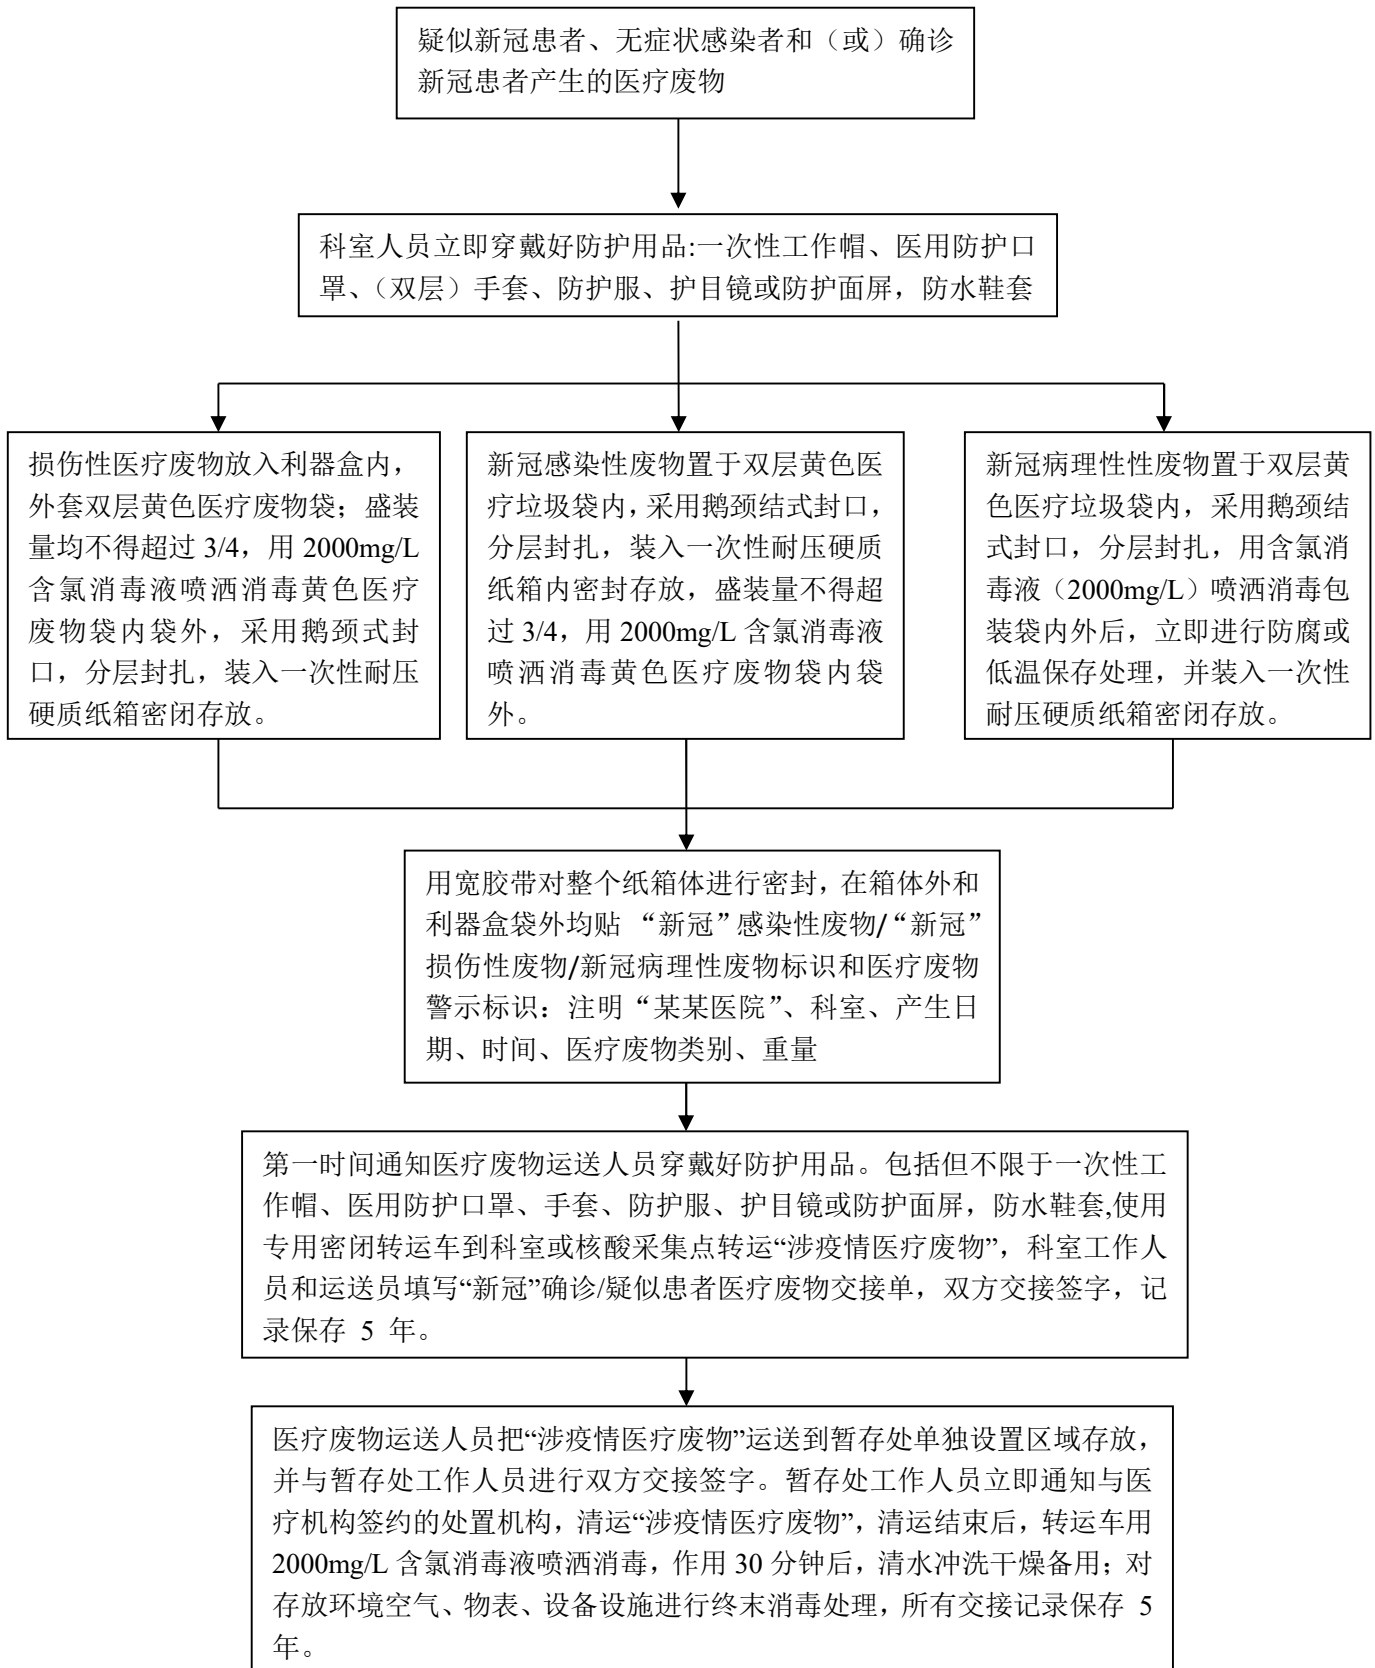 疑似新冠患者、无症状感染者和（或）确诊
新冠患者产生的医疗废物
科室人员立即穿戴好防护用品:一次性工作帽、医用防护口
罩、（双层）手套、防护服、护目镜或防护面屏，防水鞋套
损伤性医疗废物放入利器盒内，
外套双层黄色医疗废物袋；盛装
量均不得超过 3/4，用 2000mg/L
含氯消毒液喷洒消毒黄色医疗
废物袋内袋外，采用鹅颈式封
口，分层封扎，装入一次性耐压
硬质纸箱密闭存放。
新冠感染性废物置于双层黄色医
疗垃圾袋内，采用鹅颈结式封口，
分层封扎，装入一次性耐压硬质
纸箱内密封存放，盛装量不得超
过 3/4，用 2000mg/L 含氯消毒液
喷洒消毒黄色医疗废物袋内袋
外。
新冠病理性性废物置于双层黄
色医疗垃圾袋内，采用鹅颈结
式封口，分层封扎，用含氯消
毒液（2000mg/L）喷洒消毒包
装袋内外后，立即进行防腐或
低温保存处理，并装入一次性
耐压硬质纸箱密闭存放。
用宽胶带对整个纸箱体进行密封，在箱体外和
利器盒袋外均贴 “新冠”感染性废物/“新冠”
损伤性废物/新冠病理性废物标识和医疗废物
警示标识：注明“某某医院”、科室、产生日
期、时间、医疗废物类别、重量
第一时间通知医疗废物运送人员穿戴好防护用品。包括但不限于一次性工
作帽、医用防护口罩、手套、防护服、护目镜或防护面屏，防水鞋套,使用
专用密闭转运车到科室或核酸采集点转运“涉疫情医疗废物”，科室工作人
员和运送员填写“新冠”确诊/疑似患者医疗废物交接单，双方交接签字，记
录保存 5 年。
医疗废物运送人员把“涉疫情医疗废物”运送到暂存处单独设置区域存放，
并与暂存处工作人员进行双方交接签字。暂存处工作人员立即通知与医
疗机构签约的处置机构，清运“涉疫情医疗废物”，清运结束后，转运车用
2000mg/L 含氯消毒液喷洒消毒，作用 30 分钟后，清水冲洗干燥备用；对
存放环境空气、物表、设备设施进行终末消毒处理，所有交接记录保存 5
年。